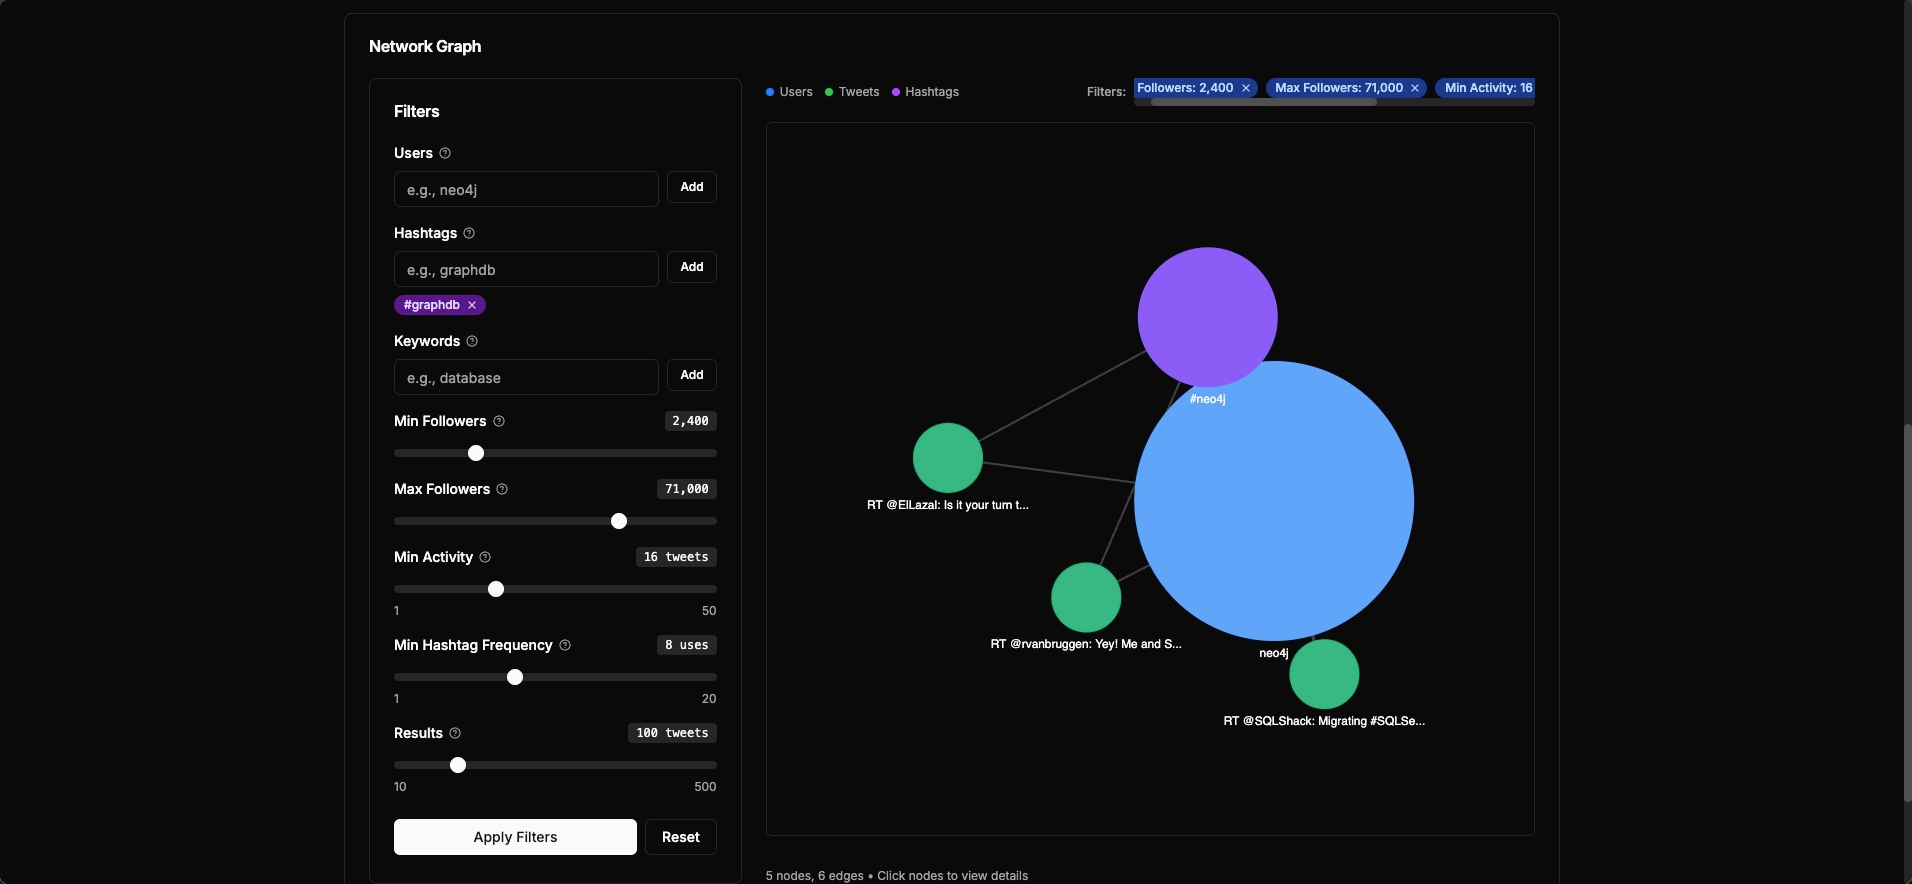 Network Graph
Filters
Users
e.g., neo4j
Add
Hashtags
e.g., graphdb
Add
#graphdb ×
Keywords
e.g., database
Add
Min Followers
2,400
Max Followers
71,000
Min Activity
16 tweets
1
50
Min Hashtag Frequency
8 uses
1
20
Results
100 tweets
10
500
Apply Filters
Reset
Users
Tweets
Hashtags
Filters:
Followers: 2,400 ×
Max Followers: 71,000 ×
Min Activity: 16
#neo4j
RT @ElLazal: Is it your turn t...
RT @rvanbruggen: Yey! Me and S...
neo4j
RT @SQLShack: Migrating #SQLSe...
5 nodes, 6 edges • Click nodes to view details